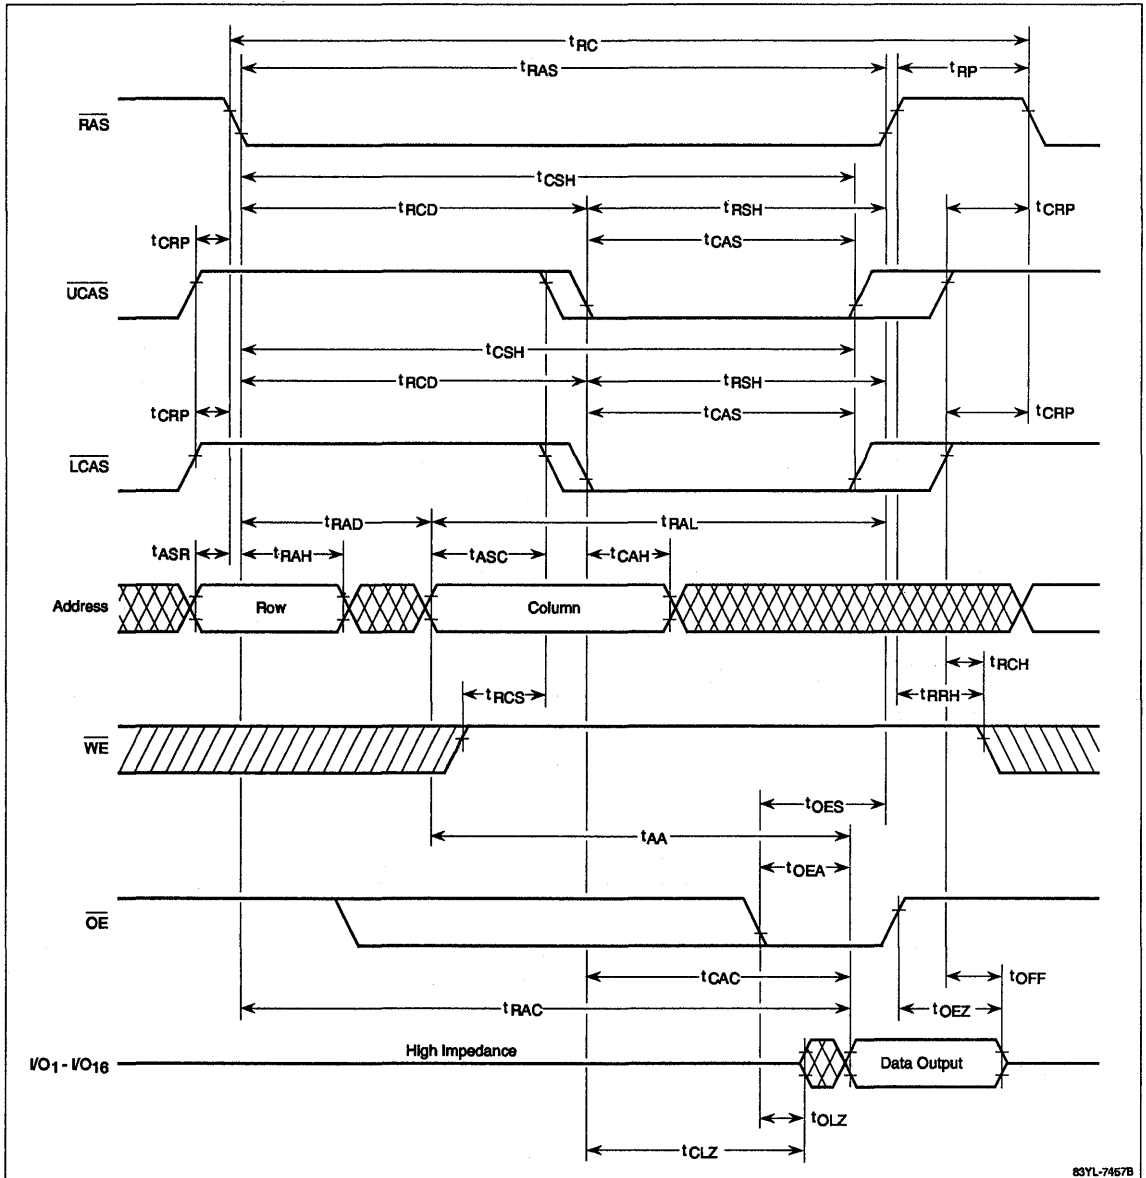 tRC
tRAS
tRP
RAS
tCSH
tRCD
tRSH
tCRP
tCRP
tCAS
UCAS
tCSH
tRCD
tRSH
tCRP
tCAS
tCRP
LCAS
tRAD
tRAL
tASR
tRAH
tASC
tCAH
Address
Row
Column
tRCH
tRCS
tRRH
WE
tOES
tAA
tOEA
OE
tCAC
tOFF
tRAC
tOEZ
High Impedance
I/O1 - I/O16
Data Output
tOLZ
tCLZ
83YL-7457B